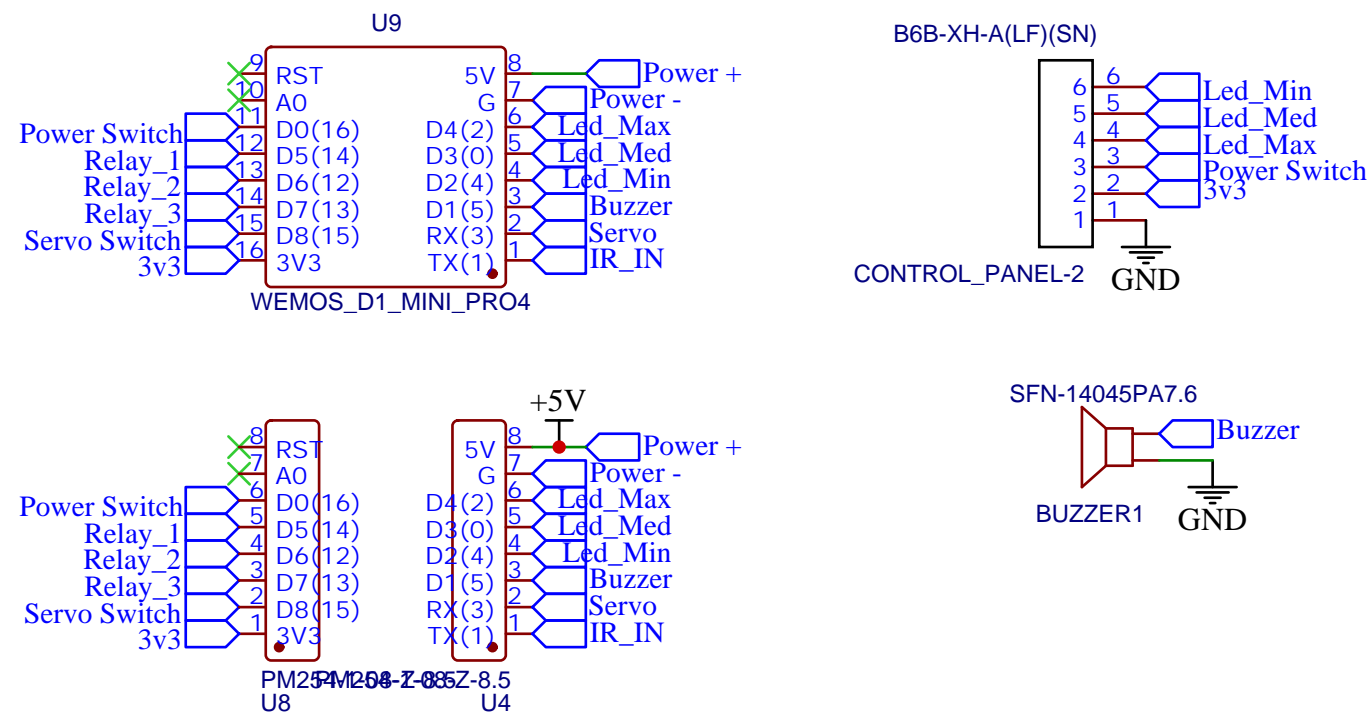 U9
9 RST 5V 8 Power +
10 A0 G 7 Power -
Power Switch 11 D0(16) D4(2) 6 Led_Max
Relay_1 12 D5(14) D3(0) 5 Led_Med
Relay_2 13 D6(12) D2(4) 4 Led_Min
Relay_3 14 D7(13) D1(5) 3 Buzzer
Servo Switch 15 D8(15) RX(3) 2 Servo
3v3 16 3V3 TX(1) 1 IR_IN
WEMOS_D1_MINI_PRO4
B6B-XH-A(LF)(SN)
6 6 Led_Min
5 5 Led_Med
4 4 Led_Max
3 3 Power Switch
2 2 3v3
1 1
CONTROL_PANEL-2 GND
+5V
8 RST 5V 8 Power +
7 A0 G 7 Power -
Power Switch 6 D0(16) D4(2) 6 Led_Max
Relay_1 5 D5(14) D3(0) 5 Led_Med
Relay_2 4 D6(12) D2(4) 4 Led_Min
Relay_3 3 D7(13) D1(5) 3 Buzzer
Servo Switch 2 D8(15) RX(3) 2 Servo
3v3 1 3V3 TX(1) 1 IR_IN
U8 U4
SFN-14045PA7.6
Buzzer
BUZZER1 GND